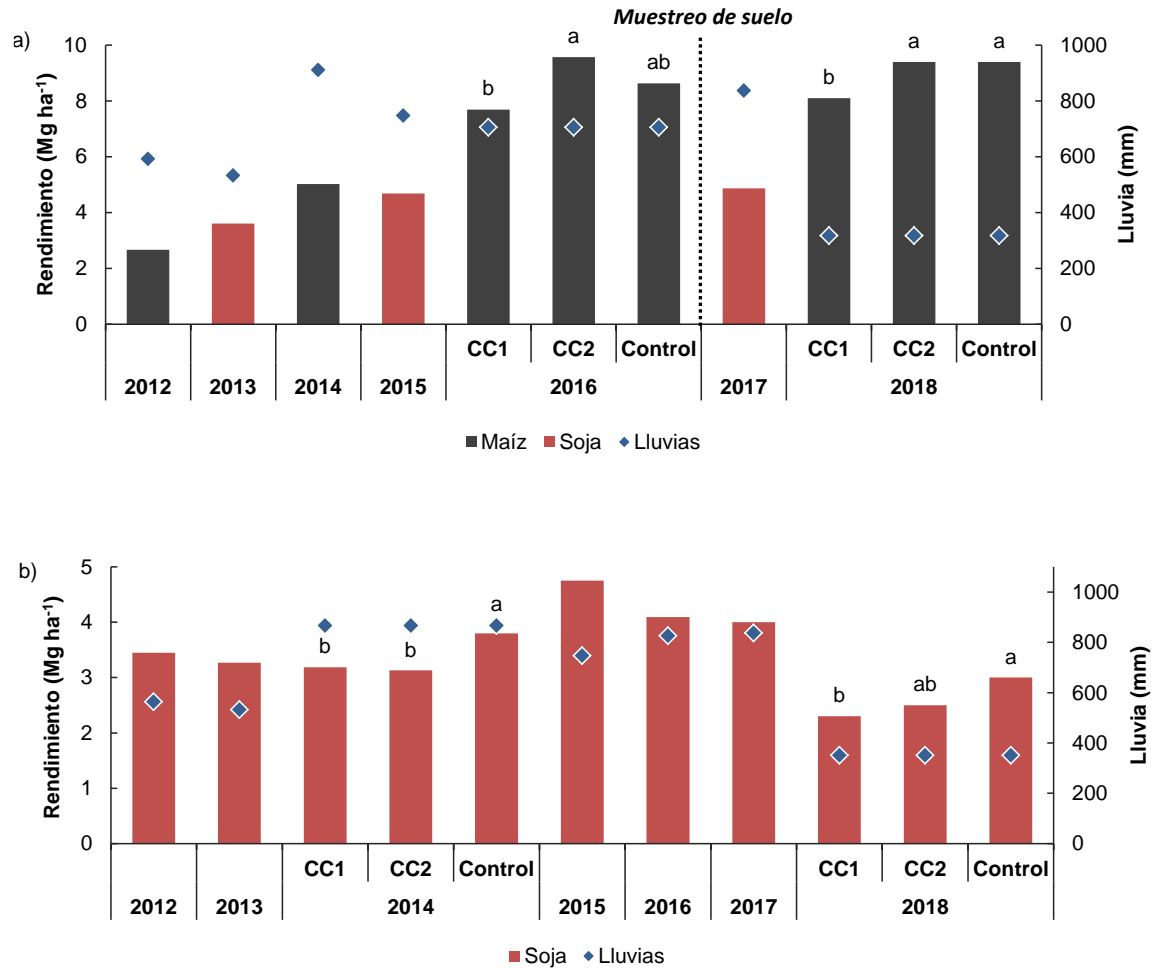 Muestreo de suelo
a)
Rendimiento (Mg ha-1)
10
8
6
4
2
0
b
a
ab
b
a
a
1000
800
600
400
200
0
Lluvia (mm)
CC1 CC2 Control CC1 CC2 Control
2012 2013 2014 2015 2016 2017 2018
Maíz Soja Lluvias
b)
Rendimiento (Mg ha-1)
5
4
3
2
1
0
b
b
a
b
ab
a
1000
800
600
400
200
0
Lluvia (mm)
CC1 CC2 Control CC1 CC2 Control
2012 2013 2014 2015 2016 2017 2018
Soja Lluvias